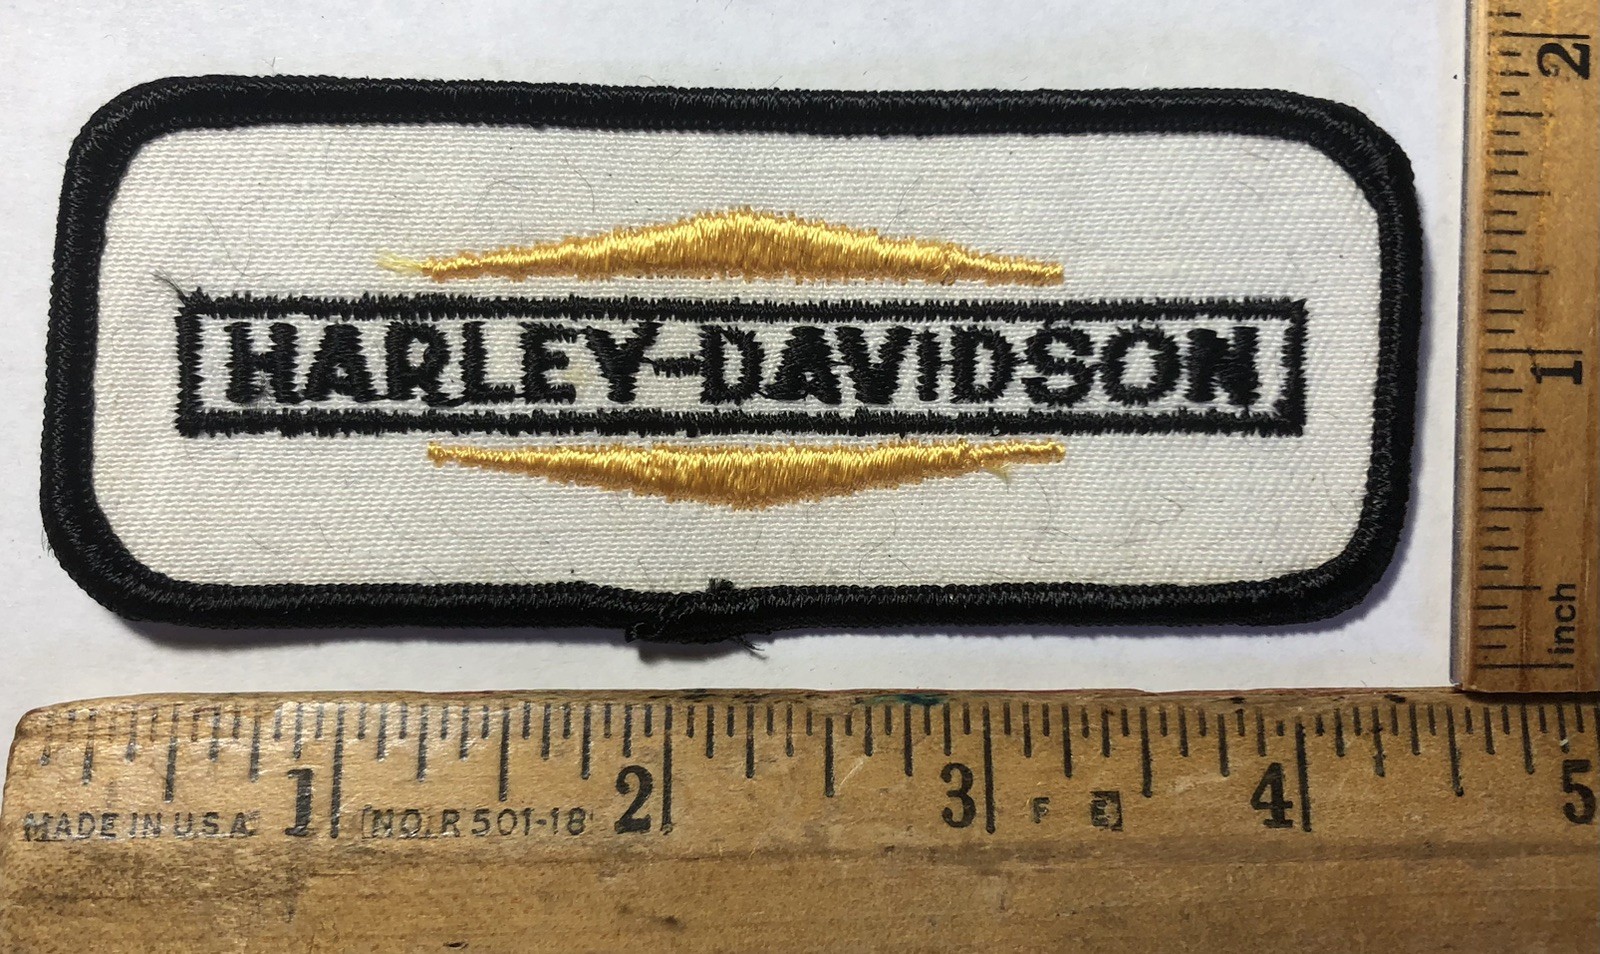 HARLEY-DAVIDSON
2
1
inch
1 2 3 4 5
MADE IN U.S.A. NO. R 501-18 F E